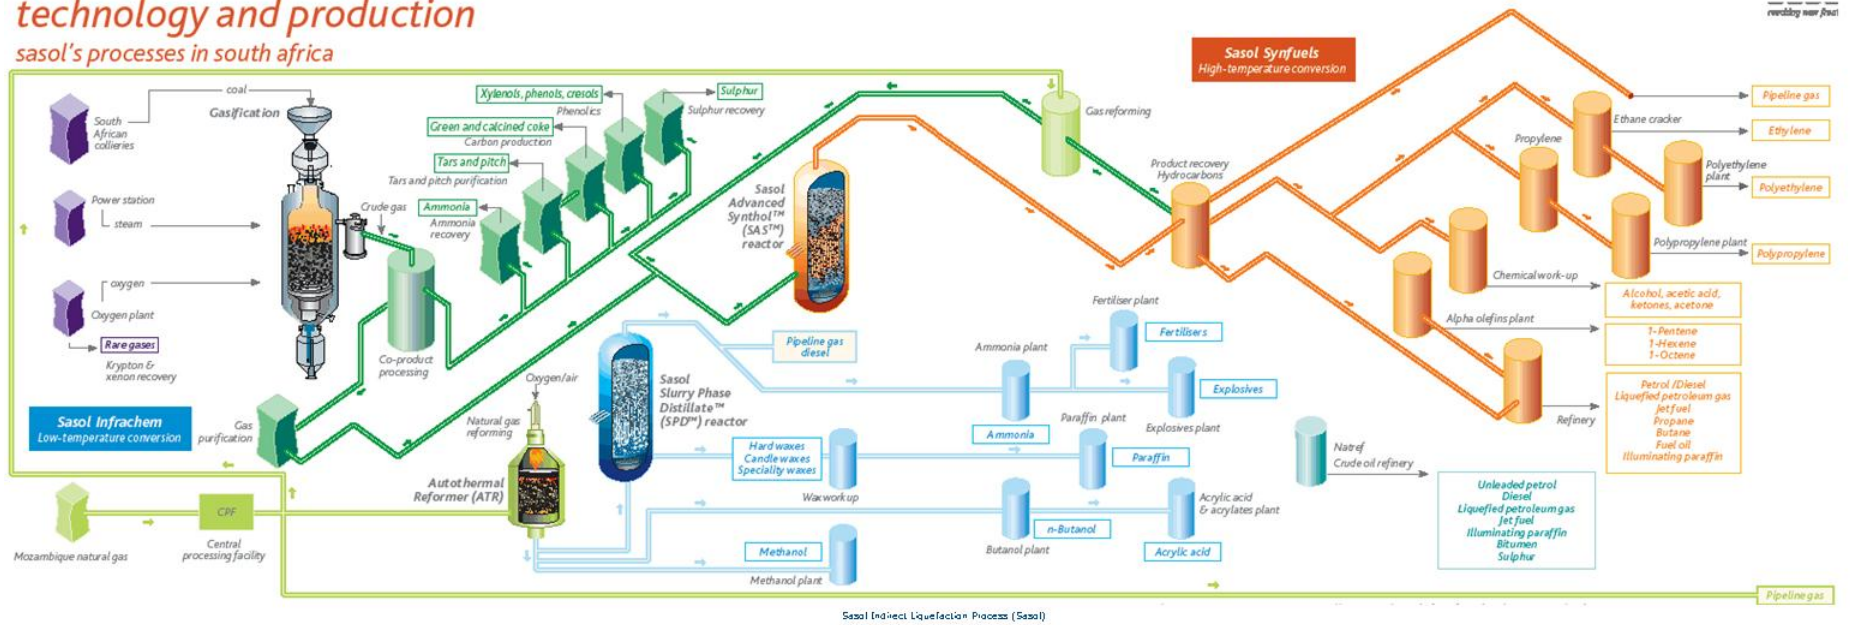 technology and production
sasol's processes in south africa
Sasol Synfuels
High-temperature conversion
coal
Gasification
South
African
collieries
Power station
steam
oxygen
Oxygen plant
Rare gases
Krypton &
xenon recovery
Crude gas
Co-product
processing
Xylenols, phenols, cresols
Phenolics
Green and calcined coke
Carbon production
Tars and pitch
Tars and pitch purification
Ammonia
Ammonia
recovery
Sulphur
Sulphur recovery
Sasol
Advanced
Synthol™
(SAS™)
reactor
Gas reforming
Product recovery
Hydrocarbons
Pipeline gas
Ethane cracker
Ethylene
Propylene
Polyethylene
plant
Polyethylene
Polypropylene plant
Polypropylene
Chemical work-up
Alcohol, acetic acid,
ketones, acetone
Alpha olefins plant
1-Pentene
1-Hexene
1-Octene
Petrol /Diesel
Liquefied petroleum gas
Jet fuel
Propane
Butane
Fuel oil
Illuminating paraffin
Refinery
Sasol Infrachem
Low-temperature conversion
Gas
purification
Natural gas
reforming
Oxygen/air
Autothermal
Reformer (ATR)
Sasol
Slurry Phase
Distillate™
(SPD™) reactor
Pipeline gas
diesel
Ammonia plant
Ammonia
Fertiliser plant
Fertilisers
Explosives
Explosives plant
Hard waxes
Candle waxes
Speciality waxes
Wax workup
Paraffin plant
Paraffin
Butanol plant
n-Butanol
Acrylic acid
& acrylates plant
Acrylic acid
Methanol
Methanol plant
Natref
Crude oil refinery
Unleaded petrol
Diesel
Liquefied petroleum gas
Jet fuel
Illuminating paraffin
Bitumen
Sulphur
Mozambique natural gas
CPF
Central
processing facility
Pipeline gas
Sasol Indirect Liquefaction Process (Sasol)